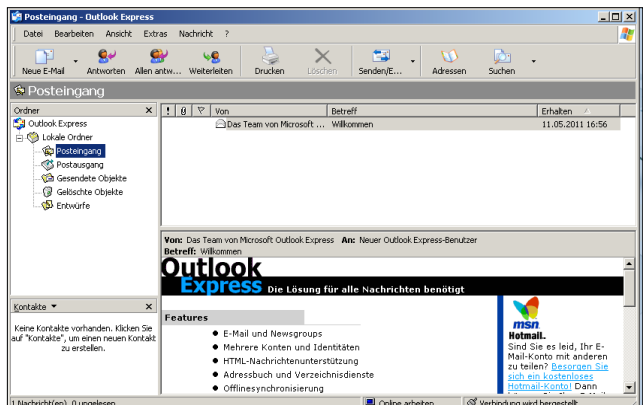 Posteingang - Outlook Express
Datei Bearbeiten Ansicht Extras Nachricht ?
Neue E-Mail Antworten Allen antw... Weiterleiten Drucken Löschen Senden/E... Adressen Suchen
Posteingang
Ordner
Outlook Express
Lokale Ordner
Posteingang
Postausgang
Gesendete Objekte
Gelöschte Objekte
Entwürfe
! Von Betreff Erhalten
Das Team von Microsoft ... Willkommen 11.05.2011 16:56
Von: Das Team von Microsoft Outlook Express An: Neuer Outlook Express-Benutzer
Betreff: Willkommen
Outlook
Express Die Lösung für alle Nachrichten benötigt
Kontakte
Keine Kontakte vorhanden. Klicken Sie
auf "Kontakte", um einen neuen Kontakt
zu erstellen.
Features
E-Mail und Newsgroups
Mehrere Konten und Identitäten
HTML-Nachrichtenunterstützung
Adressbuch und Verzeichnisdienste
Offlinesynchronisierung
msn
Hotmail.
Sind Sie es leid, Ihr E-
Mail-Konto mit anderen
zu teilen? Besorgen Sie
sich ein kostenloses
Hotmail-Konto! Dann
1 Nachricht(en), 0 ungelesen Online arbeiten Verbindung wird hergestellt